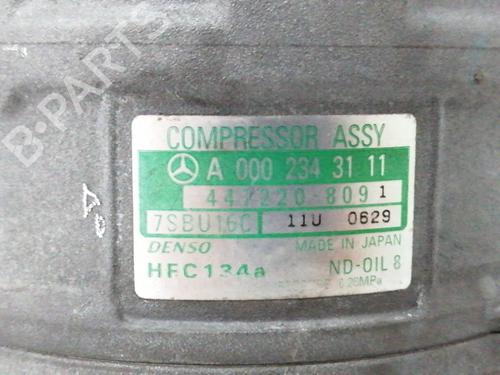 B-PARTS
COMPRESSOR ASSY
A 000 234 31 11
447220-8091
7SBU16C 11U 0629
DENSO MADE IN JAPAN
HFC134a ND-OIL 8